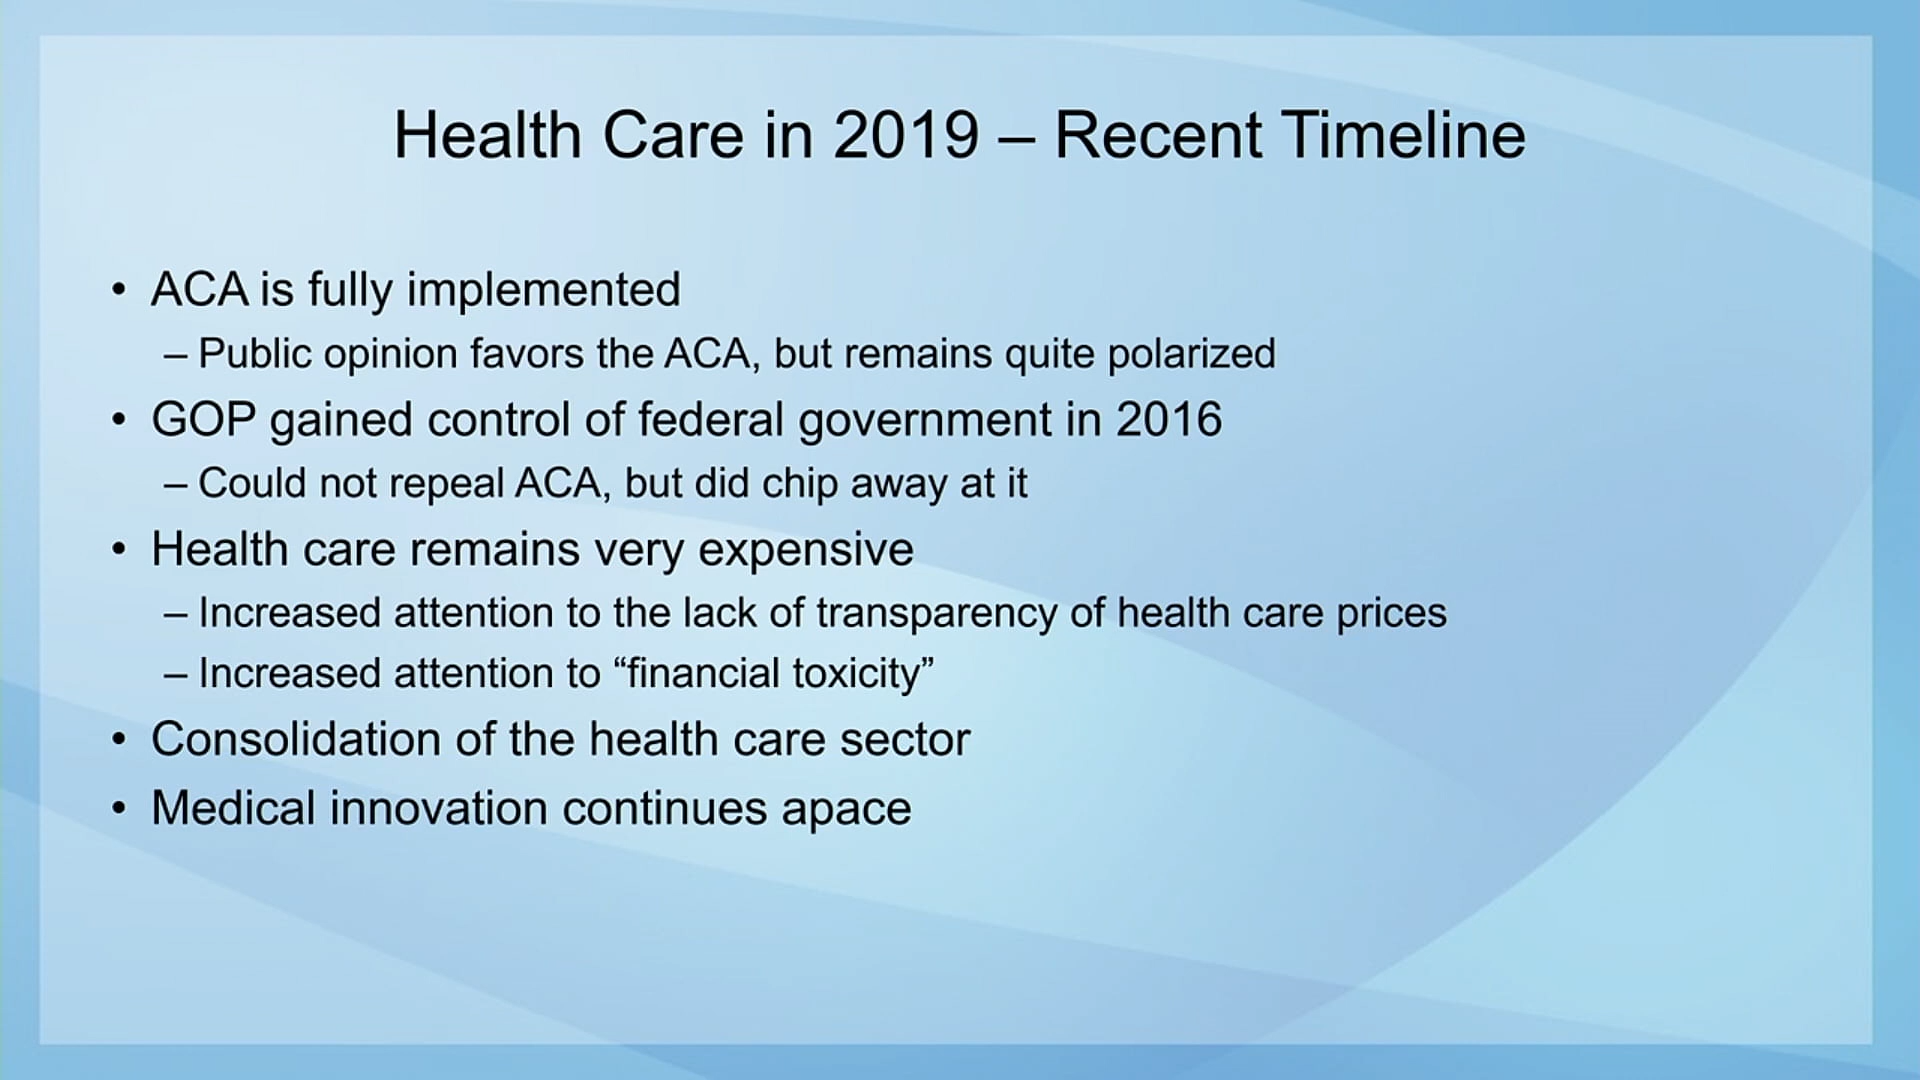 Health Care in 2019 – Recent Timeline
• ACA is fully implemented
– Public opinion favors the ACA, but remains quite polarized
• GOP gained control of federal government in 2016
– Could not repeal ACA, but did chip away at it
• Health care remains very expensive
– Increased attention to the lack of transparency of health care prices
– Increased attention to “financial toxicity”
• Consolidation of the health care sector
• Medical innovation continues apace